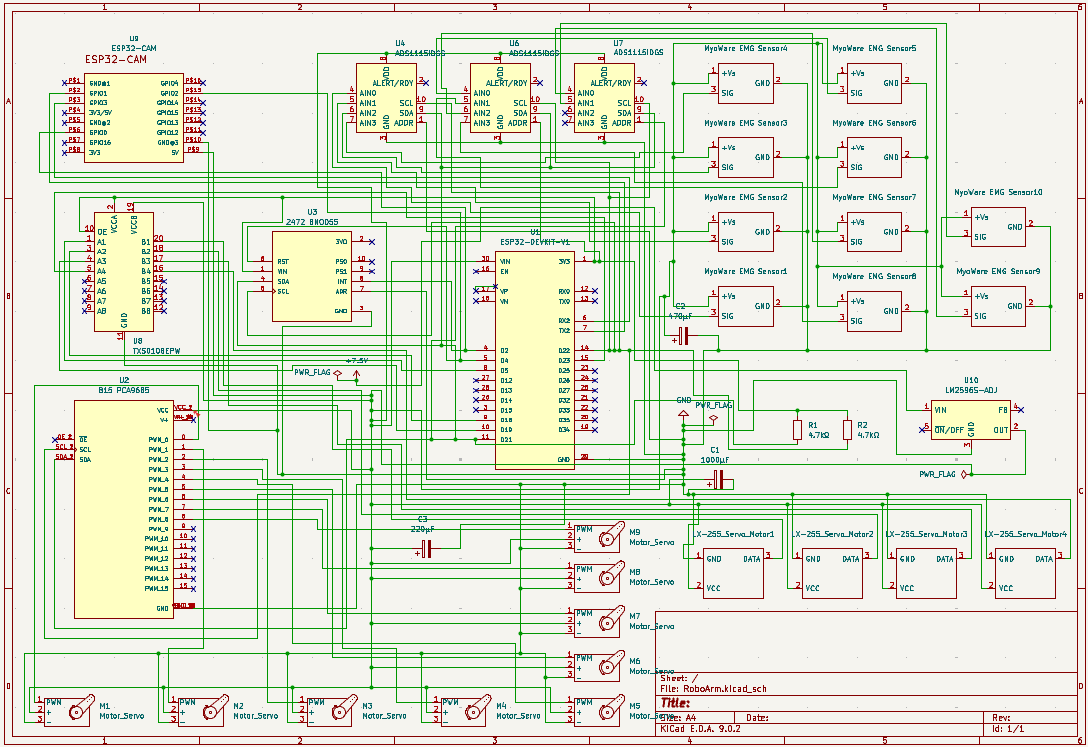 1 2 3 4 5 6
U9
ESP32-CAM
ESP32-CAM
GND@1
GPIO1
GPIO3
3V3/5V
GND@2
GPIO0
GPIO16
3V3
GPIO4
GPIO2
GPIO14
GPIO15
GPIO13
GPIO12
GND@3
5V
U4
ADS1115IDGS
U6
ADS1115IDGS
U7
ADS1115IDGS
ALERT/RDY
AIN0
AIN1
AIN2
AIN3
SCL
SDA
ADDR
GND
ALERT/RDY
AIN0
AIN1
AIN2
AIN3
SCL
SDA
ADDR
GND
ALERT/RDY
AIN0
AIN1
AIN2
AIN3
SCL
SDA
ADDR
GND
MyoWare EMG Sensor4
+Vs
SIG
GND
MyoWare EMG Sensor5
+Vs
SIG
GND
MyoWare EMG Sensor3
+Vs
SIG
GND
MyoWare EMG Sensor6
+Vs
SIG
GND
MyoWare EMG Sensor2
+Vs
SIG
GND
MyoWare EMG Sensor7
+Vs
SIG
GND
MyoWare EMG Sensor10
+Vs
SIG
GND
MyoWare EMG Sensor1
+Vs
SIG
GND
MyoWare EMG Sensor8
+Vs
SIG
GND
MyoWare EMG Sensor9
+Vs
SIG
GND
VCCA
VCCB
OE
A1
A2
A3
A4
A5
A6
A7
A8
B1
B2
B3
B4
B5
B6
B7
B8
GND
U8
TXS0108EPW
U3
2472 BNO055
RST
VIN
SDA
SCL
3VO
PS0
PS1
INT
ADR
GND
U1
ESP32-DEVKIT-V1
VIN
EN
VP
VN
D2
D4
D5
D12
D13
D14
D15
D18
D19
D21
3V3
RX0
TX0
RX2
TX2
D22
D23
D25
D26
D27
D32
D33
D35
D34
GND
C2
470µF
PWR_FLAG
+7.5V
U2
815 PCA9685
VCC
V+
OE
SCL
SDA
PWM_0
PWM_1
PWM_2
PWM_3
PWM_4
PWM_5
PWM_6
PWM_7
PWM_8
PWM_9
PWM_10
PWM_11
PWM_12
PWM_13
PWM_14
PWM_15
GND
GND
PWR_FLAG
R1
4.7kΩ
R2
4.7kΩ
U10
LM2596S-ADJ
VIN
FB
ON/OFF
GND
OUT
PWR_FLAG
C1
1000µF
C3
220µF
LX-255_Servo_Motor1
GND
DATA
VCC
LX-255_Servo_Motor2
GND
DATA
VCC
LX-255_Servo_Motor3
GND
DATA
VCC
LX-255_Servo_Motor4
GND
DATA
VCC
PWM
M9
Motor_Servo
PWM
M8
Motor_Servo
PWM
M7
Motor_Servo
PWM
M6
Motor_Servo
PWM
M1
Motor_Servo
PWM
M2
Motor_Servo
PWM
M3
Motor_Servo
PWM
M4
Motor_Servo
PWM
M5
Motor_Servo
Sheet: /
File: RoboArm.kicad_sch
Title:
Size: A4
Date:
Rev:
KiCad E.D.A. 9.0.2
Id: 1/1
1 2 3 4 5 6